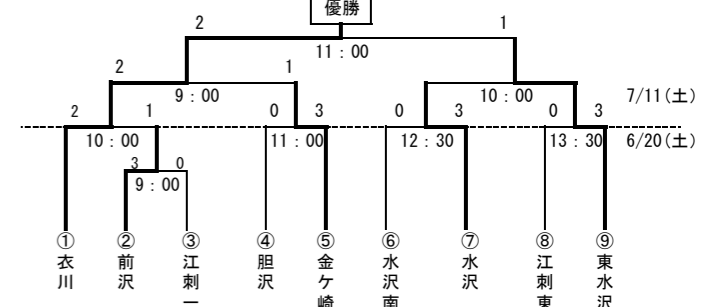 優勝
2 1
11：00
2 1
9：00 10：00 7/11(土)
2 1 0 3 0 3 0 3
10：00 11：00 12：30 13：30 6/20(土)
3 0
9：00
① ② ③ ④ ⑤ ⑥ ⑦ ⑧ ⑨
衣川
前沢
江刺一
胆沢
金ケ崎
水沢南
水沢
江刺東
東水沢